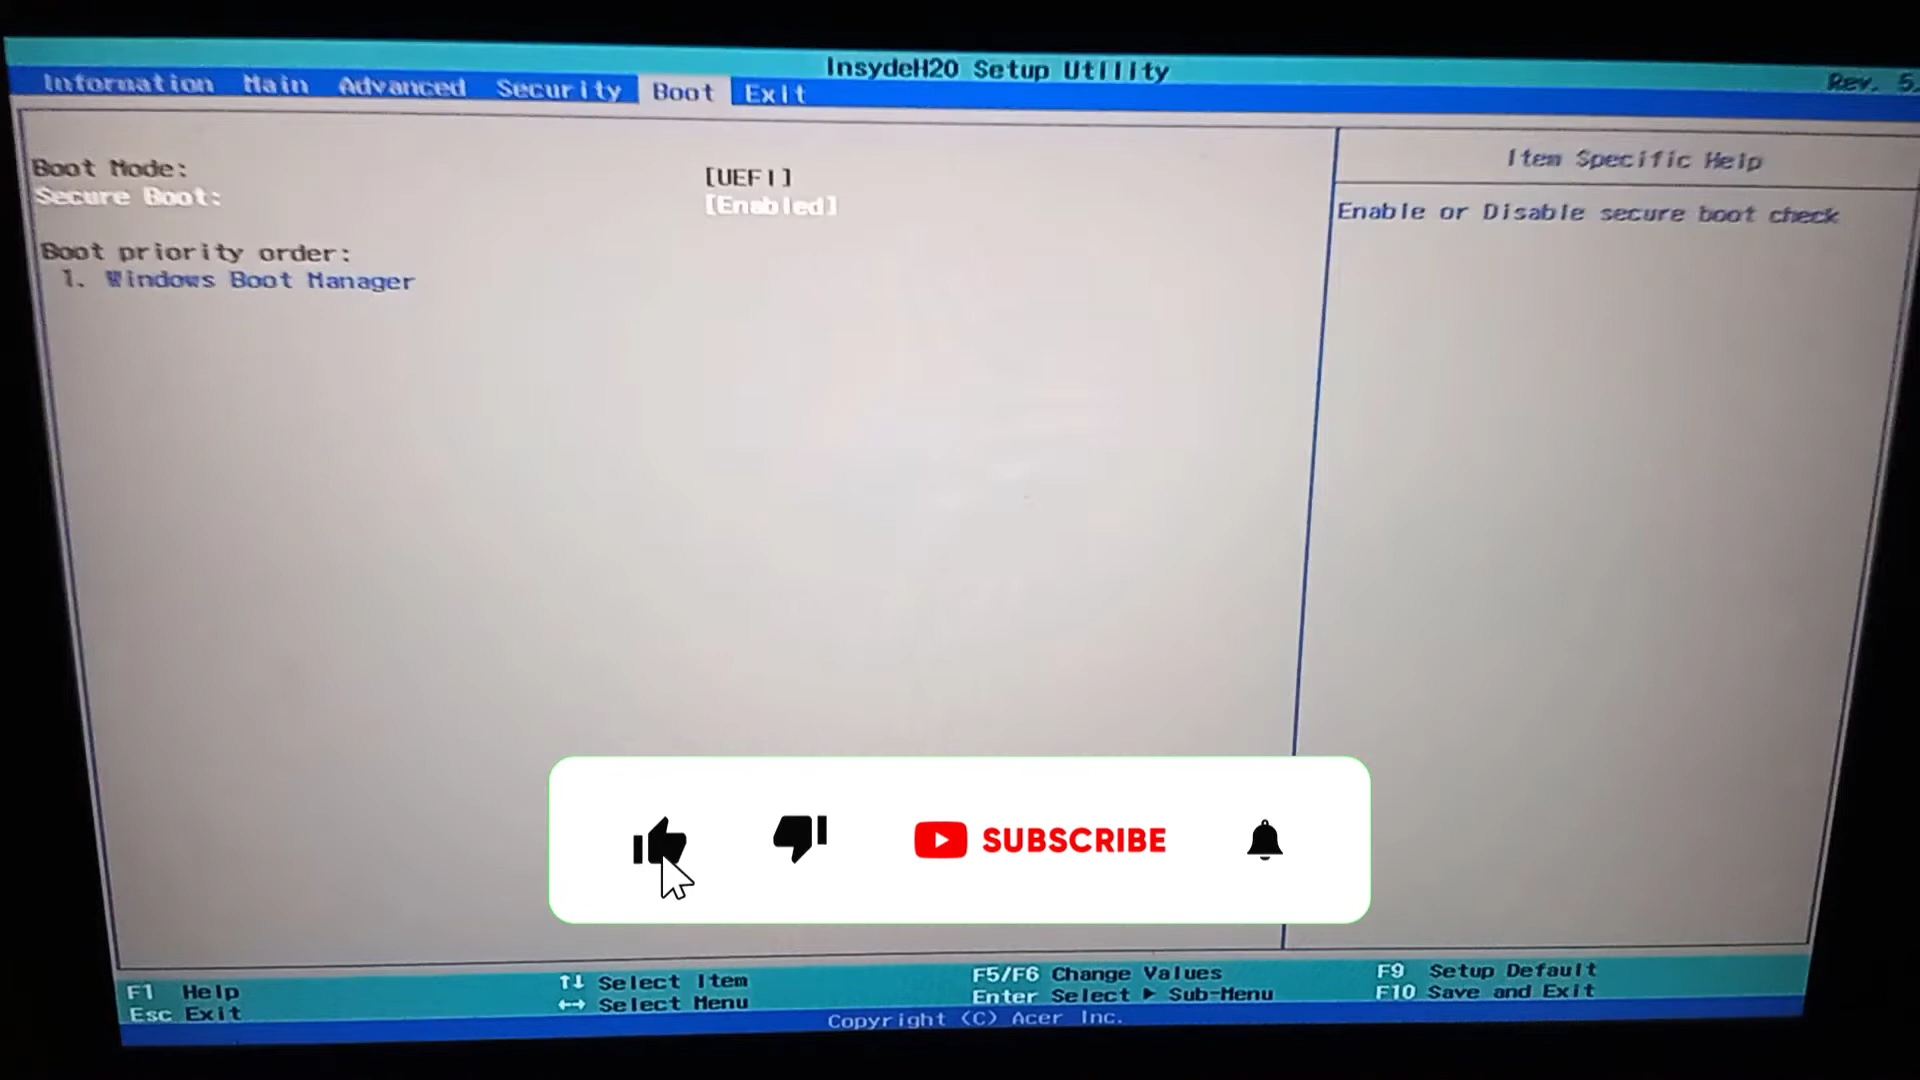 InsydeH20 Setup Utility
Rev. 5.
Information Main Advanced Security Boot Exit
Boot Mode: [UEFI]
Secure Boot: [Enabled]
Boot priority order:
1. Windows Boot Manager
Item Specific Help
Enable or Disable secure boot check
SUBSCRIBE
F1 Help ↑↓ Select Item F5/F6 Change Values F9 Setup Default
Esc Exit ↔ Select Menu Enter Select ▶ Sub-Menu F10 Save and Exit
Copyright (C) Acer Inc.